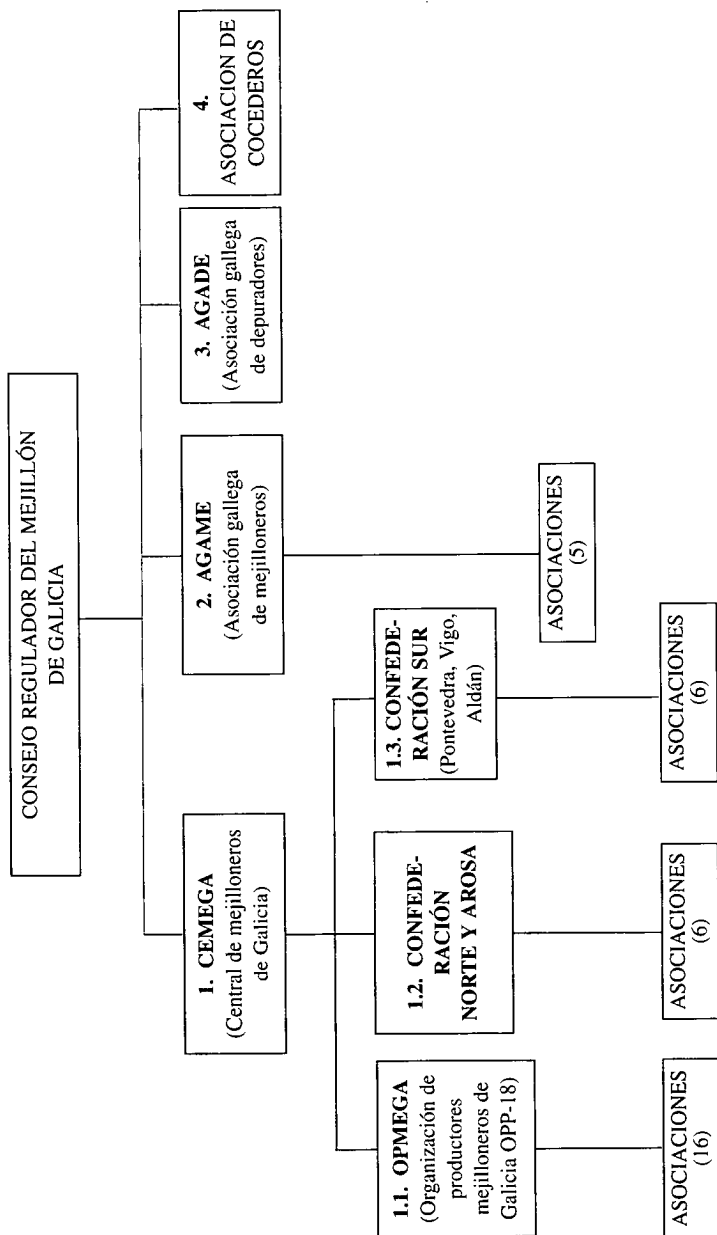 CONSEJO REGULADOR DEL MEJILLÓN
DE GALICIA
1. CEMEGA
(Central de mejilloneros
de Galicia)
2. AGAME
(Asociación gallega
de mejilloneros)
3. AGADE
(Asociación gallega
de depuradores)
4.
ASOCIACION DE
COCEDEROS
1.1. OPMEGA
(Organización de
productores
mejilloneros de
Galicia OPP-18)
1.2. CONFEDE-
RACIÓN
NORTE Y AROSA
1.3. CONFEDE-
RACIÓN SUR
(Pontevedra, Vigo,
Aldán)
ASOCIACIONES
(5)
ASOCIACIONES
(16)
ASOCIACIONES
(6)
ASOCIACIONES
(6)